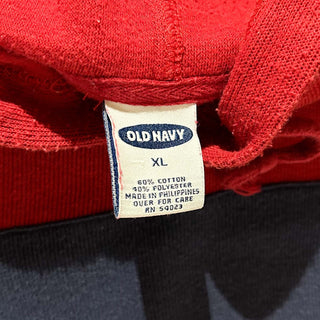 OLD NAVY
XL
60% COTTON
40% POLYESTER
MADE IN PHILIPPINES
OVER FOR CARE
RN 54023